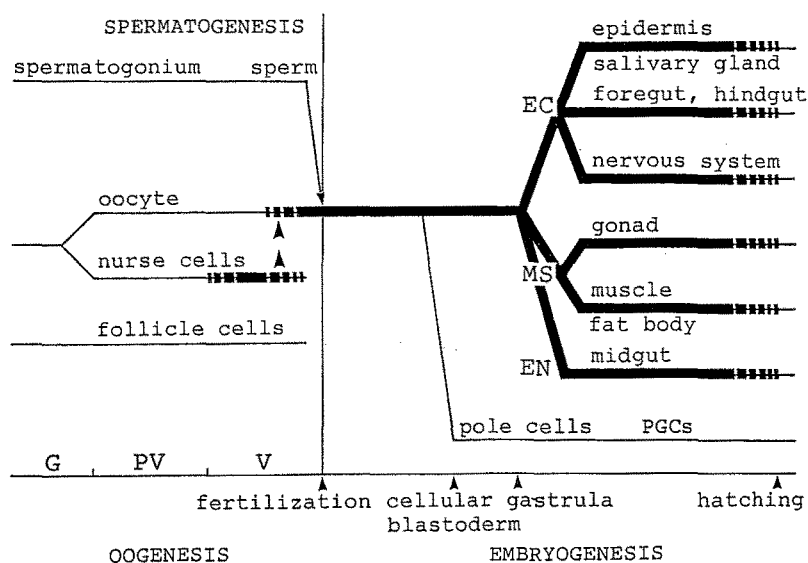 SPERMATOGENESIS
spermatogonium sperm
oocyte
nurse cells
follicle cells
EC
epidermis
salivary gland
foregut, hindgut
nervous system
MS
gonad
muscle
fat body
EN
midgut
pole cells PGCs
G PV V
fertilization cellular gastrula hatching
blastoderm
OOGENESIS EMBRYOGENESIS